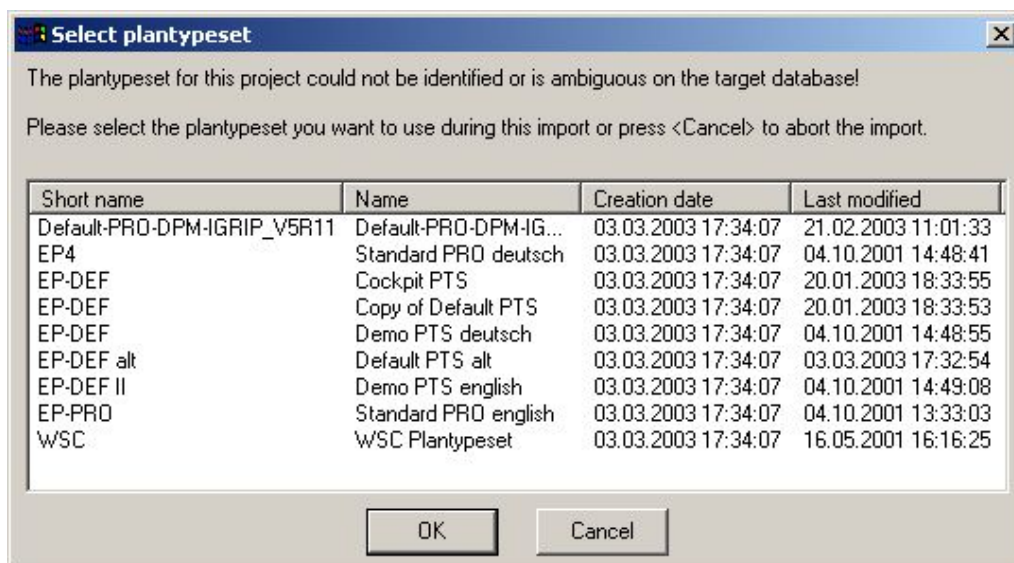 Select plantypeset
The plantypeset for this project could not be identified or is ambiguous on the target database!
Please select the plantypeset you want to use during this import or press <Cancel> to abort the import.
Short name Name Creation date Last modified
Default-PRO-DPM-IGRIP_V5R11 Default-PRO-DPM-IG... 03.03.2003 17:34:07 21.02.2003 11:01:33
EP4 Standard PRO deutsch 03.03.2003 17:34:07 04.10.2001 14:48:41
EP-DEF Cockpit PTS 03.03.2003 17:34:07 20.01.2003 18:33:55
EP-DEF Copy of Default PTS 03.03.2003 17:34:07 20.01.2003 18:33:53
EP-DEF Demo PTS deutsch 03.03.2003 17:34:07 04.10.2001 14:48:55
EP-DEF alt Default PTS alt 03.03.2003 17:34:07 03.03.2003 17:32:54
EP-DEF II Demo PTS english 03.03.2003 17:34:07 04.10.2001 14:49:08
EP-PRO Standard PRO english 03.03.2003 17:34:07 04.10.2001 13:33:03
WSC WSC Plantypeset 03.03.2003 17:34:07 16.05.2001 16:16:25
OK Cancel